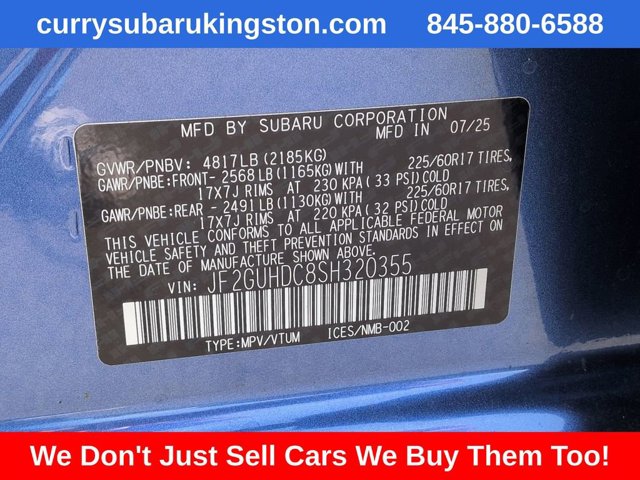 currysubarukingston.com 845-880-6588
MFD BY SUBARU CORPORATION
MFD IN 07/25
GVWR/PNBV: 4817LB (2185KG)
GAWR/PNBE:FRONT- 2568LB(1165KG)WITH 225/60R17 TIRES,
17X7J RIMS AT 230 KPA (33 PSI)COLD
GAWR/PNBE:REAR - 2491LB(1130KG)WITH 225/60R17 TIRES,
17X7J RIMS AT 220 KPA (32 PSI)COLD
THIS VEHICLE CONFORMS TO ALL APPLICABLE FEDERAL MOTOR
VEHICLE SAFETY AND BUMPER STANDARDS IN EFFECT ON THE
DATE OF MANUFACTURE SHOWN ABOVE.
VIN: JF2GUHDC8SH320355
TYPE:MPV/VTUM ICES/NMB-002
We Don't Just Sell Cars We Buy Them Too!